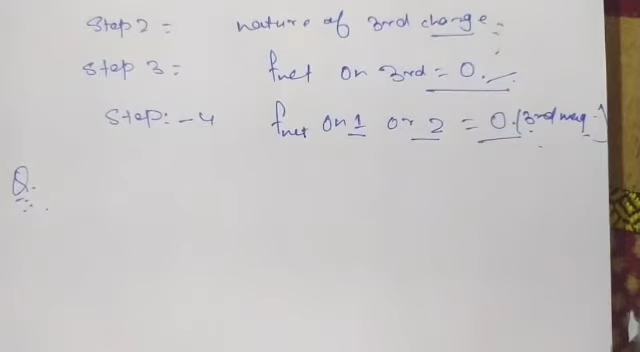 Step 2 = nature of 3rd charge :
Step 3 = fnet on 3rd = 0.
Step: - 4 fnet on 1 or 2 = 0. (3rd mag.)
Q.